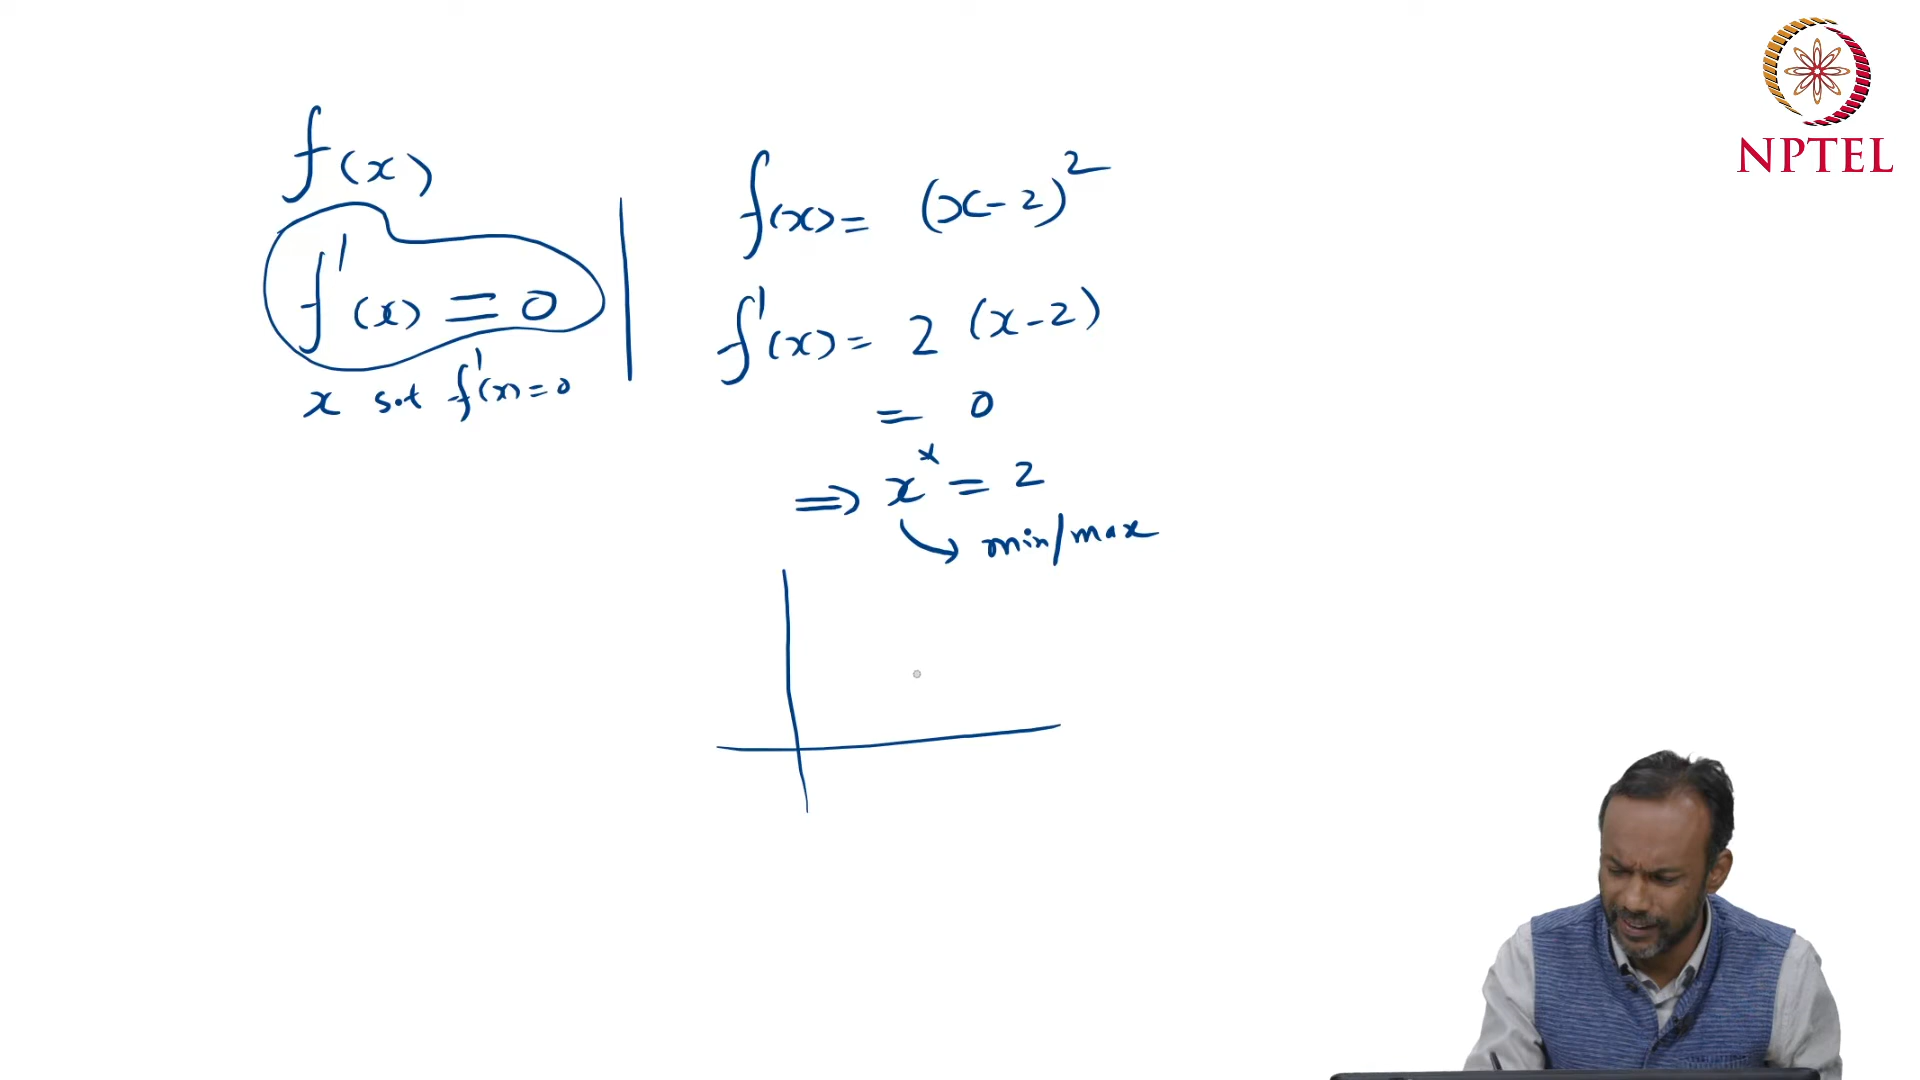 f(x)
f'(x) = 0
x s.t f'(x) = 0
f(x) = (x-2)²
f'(x) = 2 (x-2)
= 0
⇒ x* = 2
min/max
NPTEL